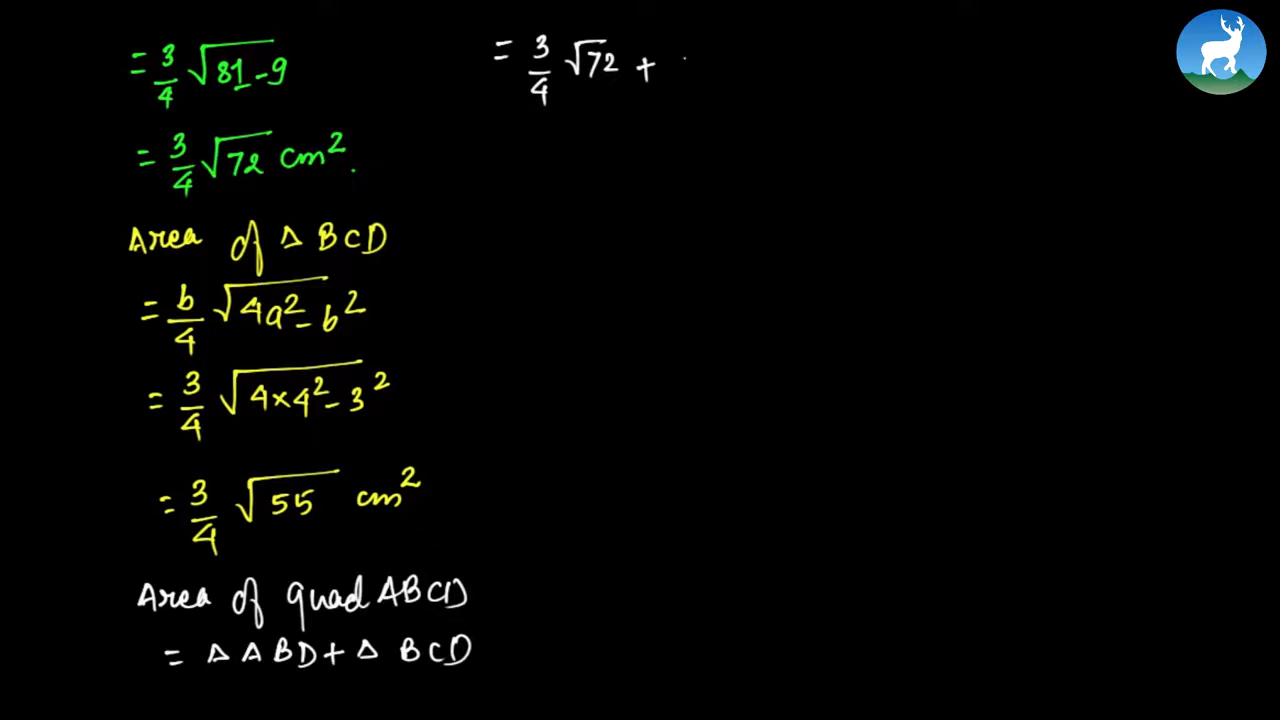 = 3/4 √81-9
= 3/4 √72 cm².
Area of Δ BCD
= b/4 √4a²-b²
= 3/4 √4×4²-3²
= 3/4 √55 cm²
Area of quad ABCD
= Δ ABD + Δ BCD
= 3/4 √72 +